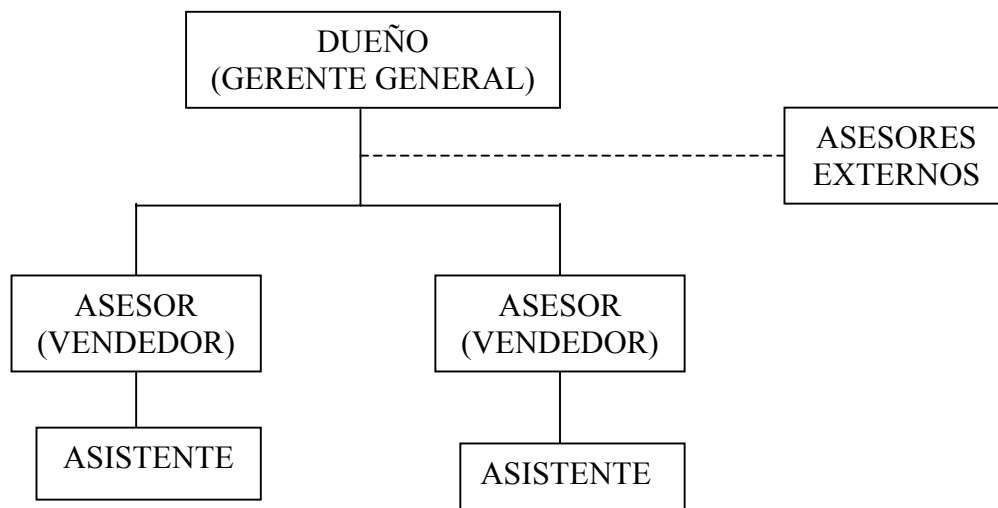 DUEÑO
(GERENTE GENERAL)
ASESORES
EXTERNOS
ASESOR
(VENDEDOR)
ASESOR
(VENDEDOR)
ASISTENTE
ASISTENTE